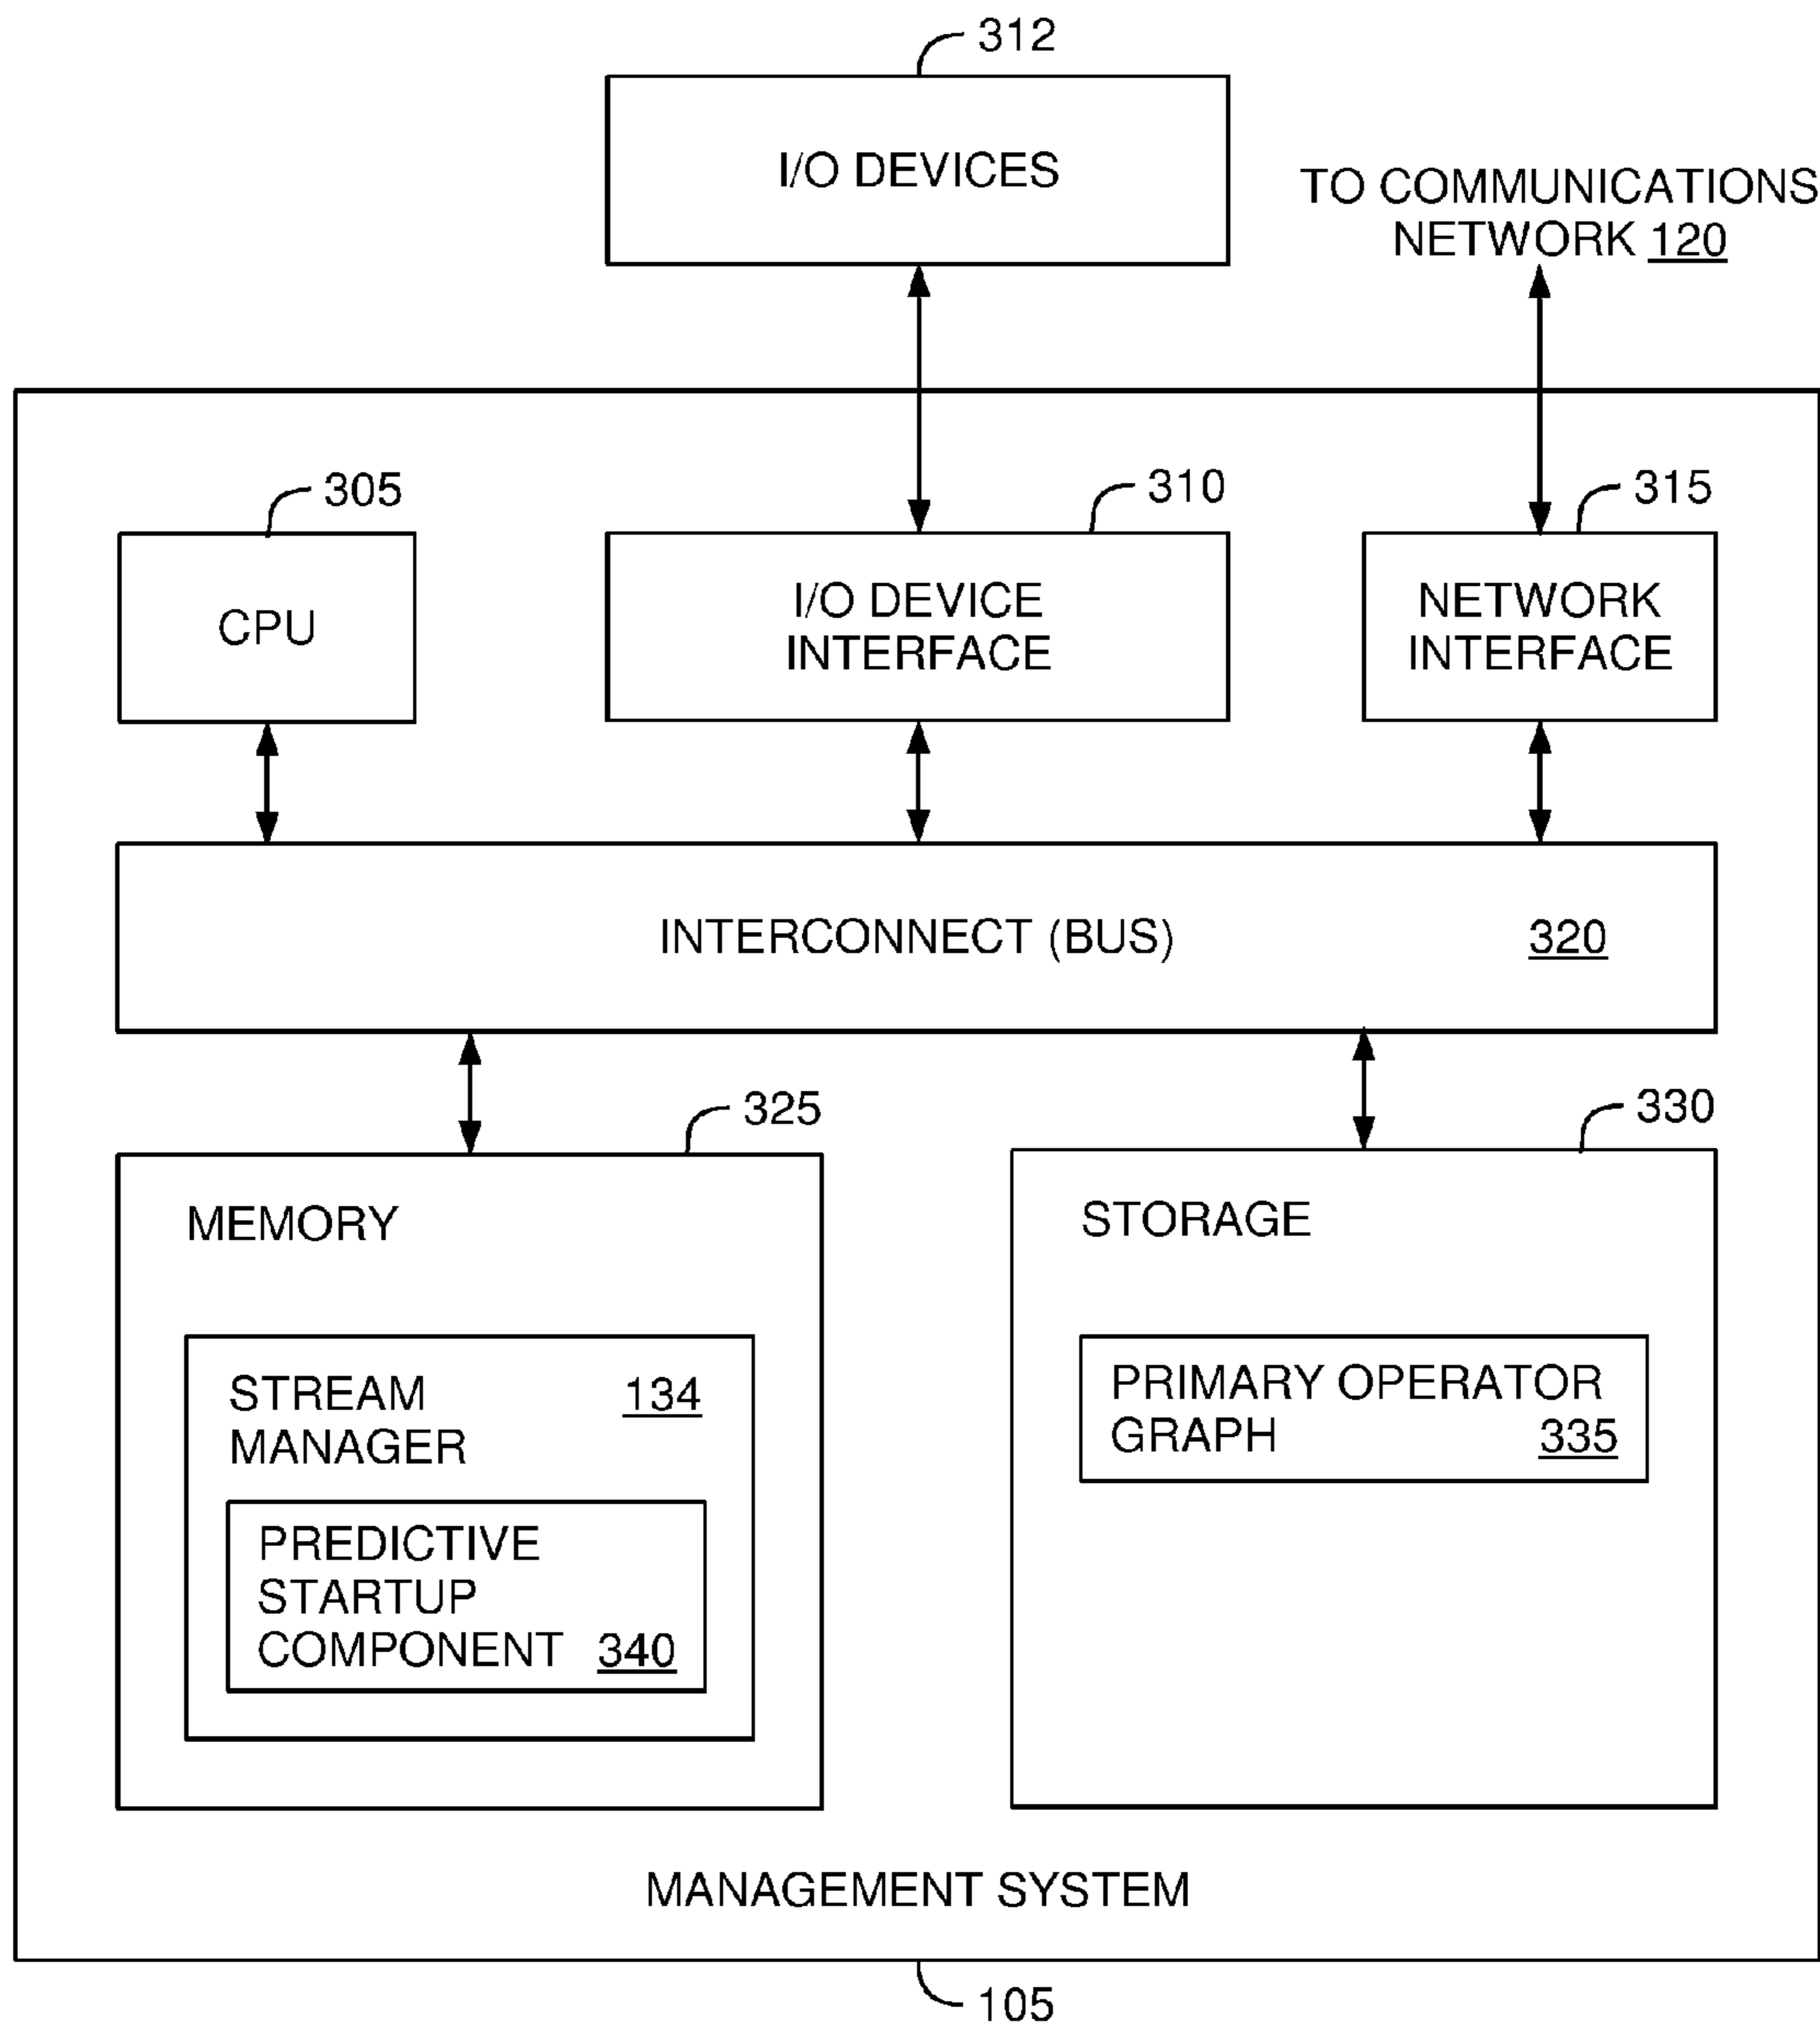 312
I/O DEVICES
TO COMMUNICATIONS
NETWORK 120
305
310
315
CPU
I/O DEVICE
INTERFACE
NETWORK
INTERFACE
INTERCONNECT (BUS) 320
325
330
MEMORY
STORAGE
STREAM 134
MANAGER
PREDICTIVE
STARTUP
COMPONENT 340
PRIMARY OPERATOR
GRAPH 335
MANAGEMENT SYSTEM
105